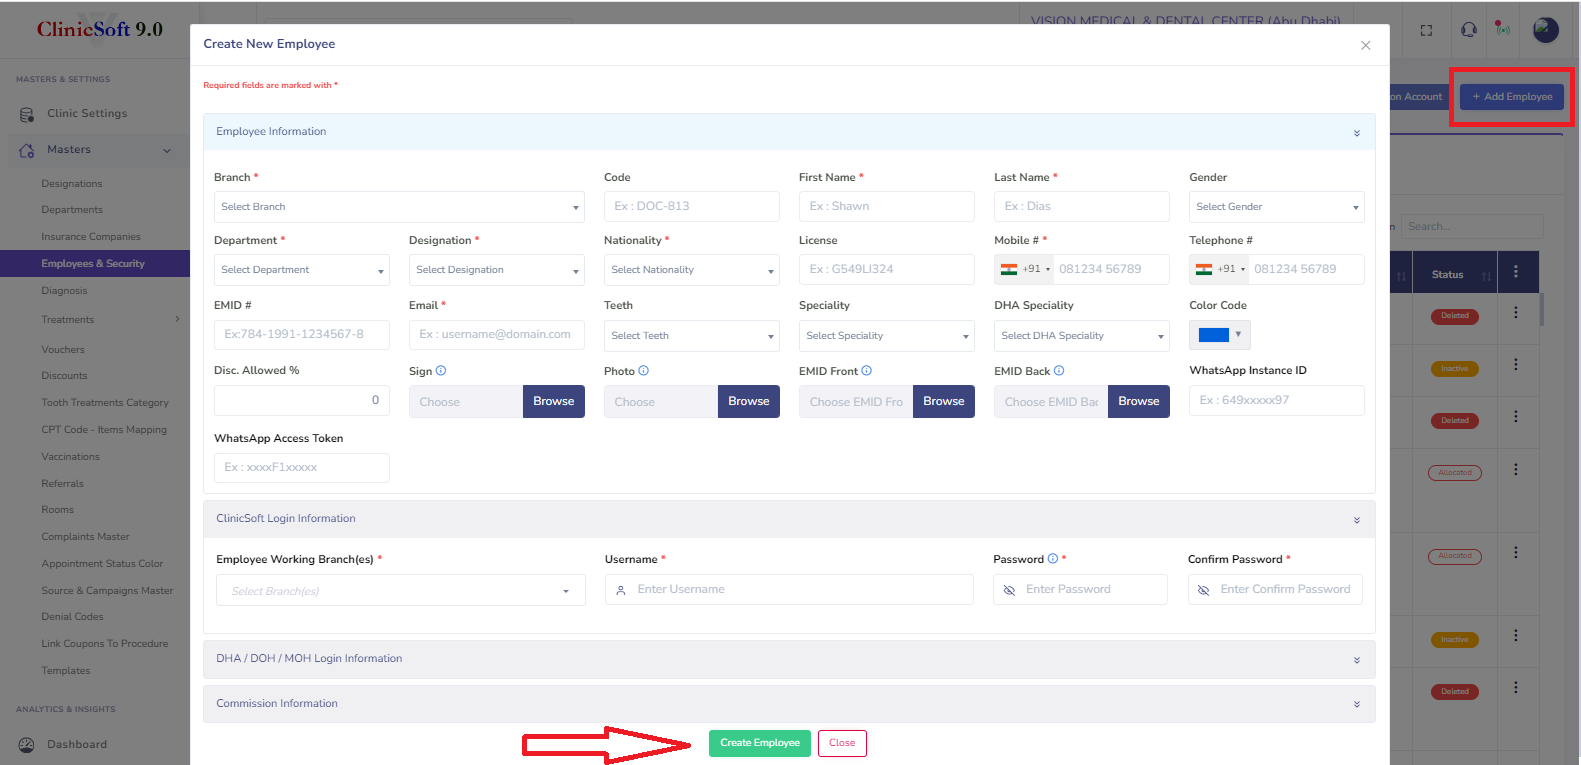 ClinicSoft 9.0
VISION MEDICAL & DENTAL CENTER (Abu Dhabi)
Create New Employee
MASTERS & SETTINGS
Clinic Settings
Masters
Designations
Departments
Insurance Companies
Employees & Security
Diagnosis
Treatments
Vouchers
Discounts
Tooth Treatments Category
CPT Code - Items Mapping
Vaccinations
Referrals
Rooms
Complaints Master
Appointment Status Color
Source & Campaigns Master
Denial Codes
Link Coupons To Procedure
Templates
ANALYTICS & INSIGHTS
Dashboard
Required fields are marked with *
on Account
+ Add Employee
Employee Information
Branch * Code First Name * Last Name * Gender
Select Branch Ex : DOC-813 Ex : Shawn Ex : Dias Select Gender
Department * Designation * Nationality * License Mobile # * Telephone #
Select Department Select Designation Select Nationality Ex : G549LI324 +91 081234 56789 +91 081234 56789
EMID # Email * Teeth Speciality DHA Speciality Color Code
Ex:784-1991-1234567-8 Ex : username@domain.com Select Teeth Select Speciality Select DHA Speciality
Disc. Allowed % Sign Photo EMID Front EMID Back WhatsApp Instance ID
0 Choose Browse Choose Browse Choose EMID Fro Browse Choose EMID Bac Browse Ex : 649xxxxx97
WhatsApp Access Token
Ex : xxxxF1xxxxx
ClinicSoft Login Information
Employee Working Branch(es) * Username * Password * Confirm Password *
Select Branch(es) Enter Username Enter Password Enter Confirm Password
DHA / DOH / MOH Login Information
Commission Information
Create Employee Close
n Search...
Status
Deleted
Inactive
Deleted
Allocated
Allocated
Inactive
Deleted